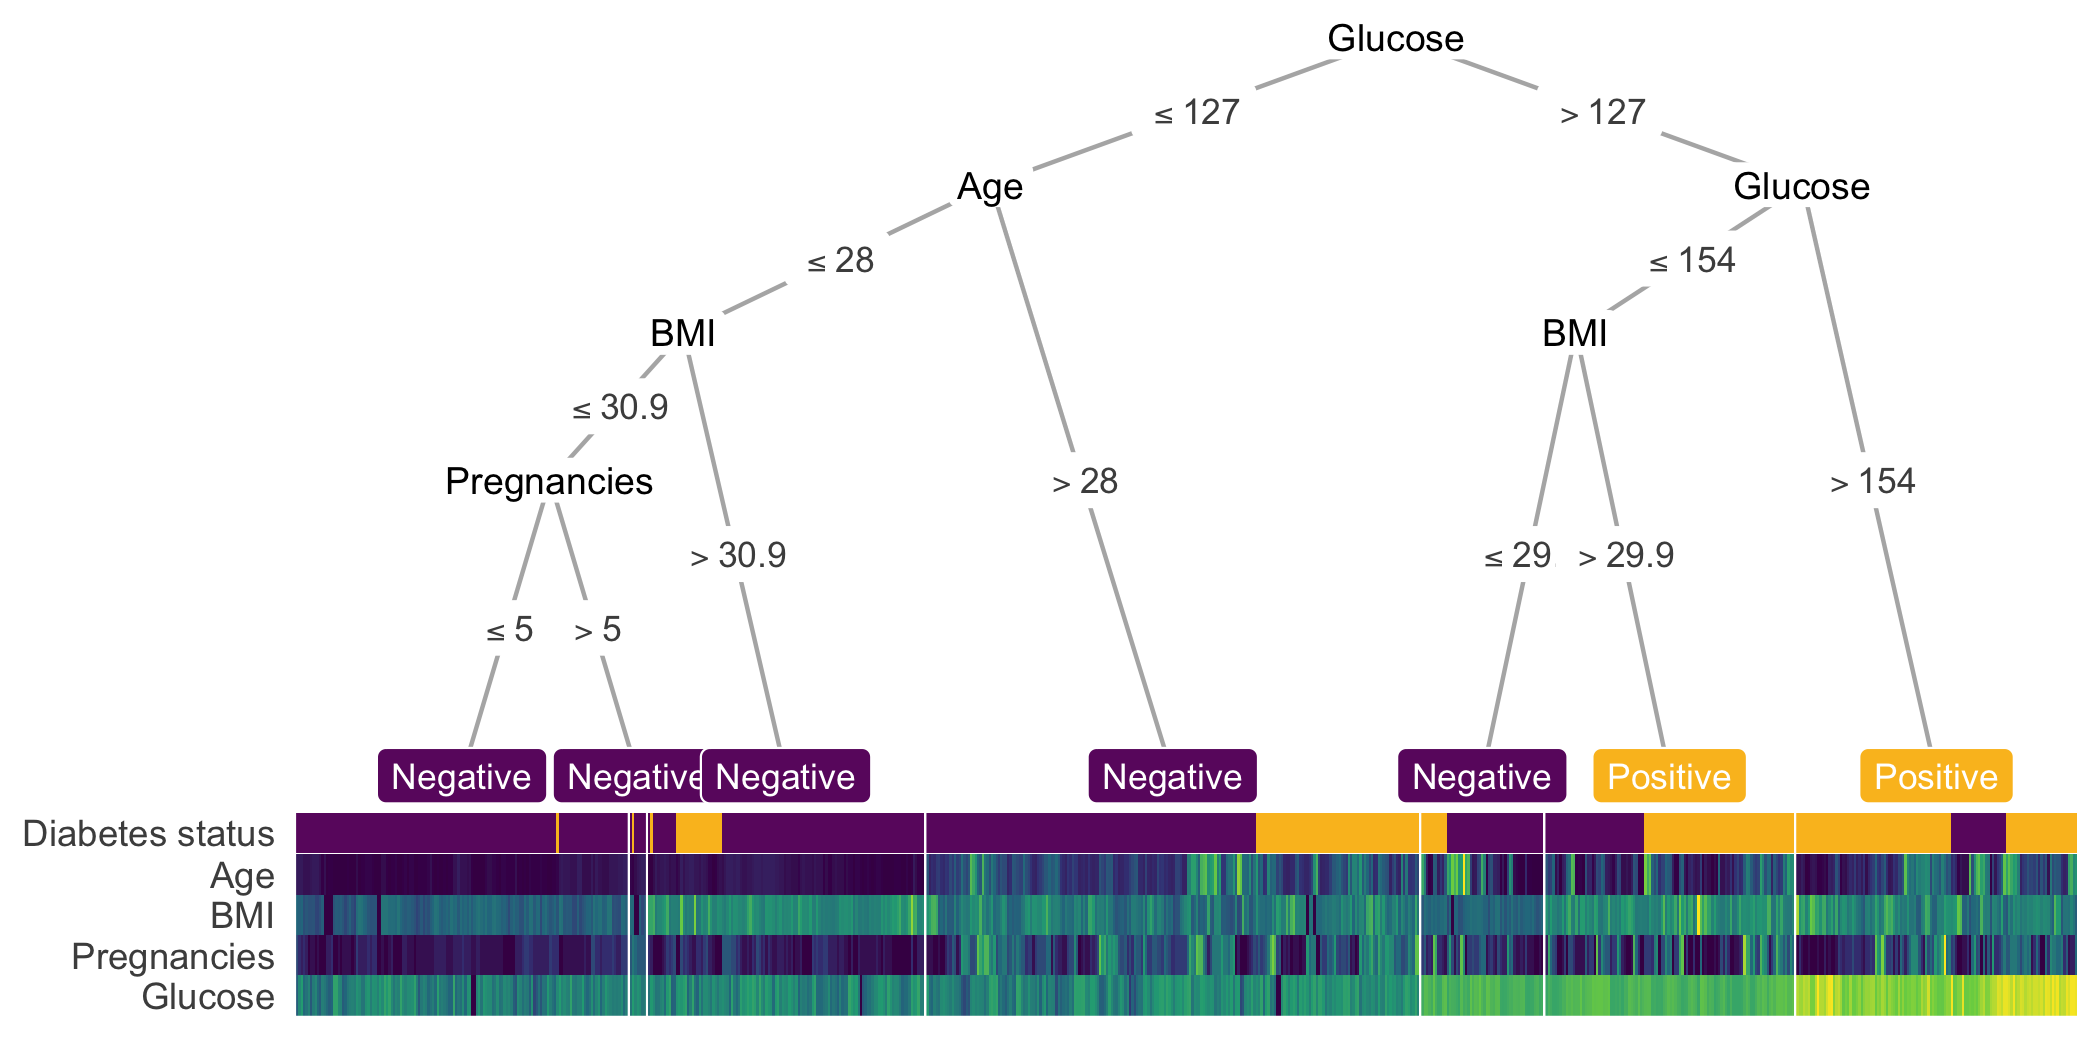 Glucose
≤ 127
> 127
Age
Glucose
≤ 28
≤ 154
BMI
BMI
≤ 30.9
Pregnancies
> 28
> 154
> 30.9
≤ 29.
> 29.9
≤ 5
> 5
Negative
Negative
Negative
Negative
Negative
Positive
Positive
Diabetes status
Age
BMI
Pregnancies
Glucose